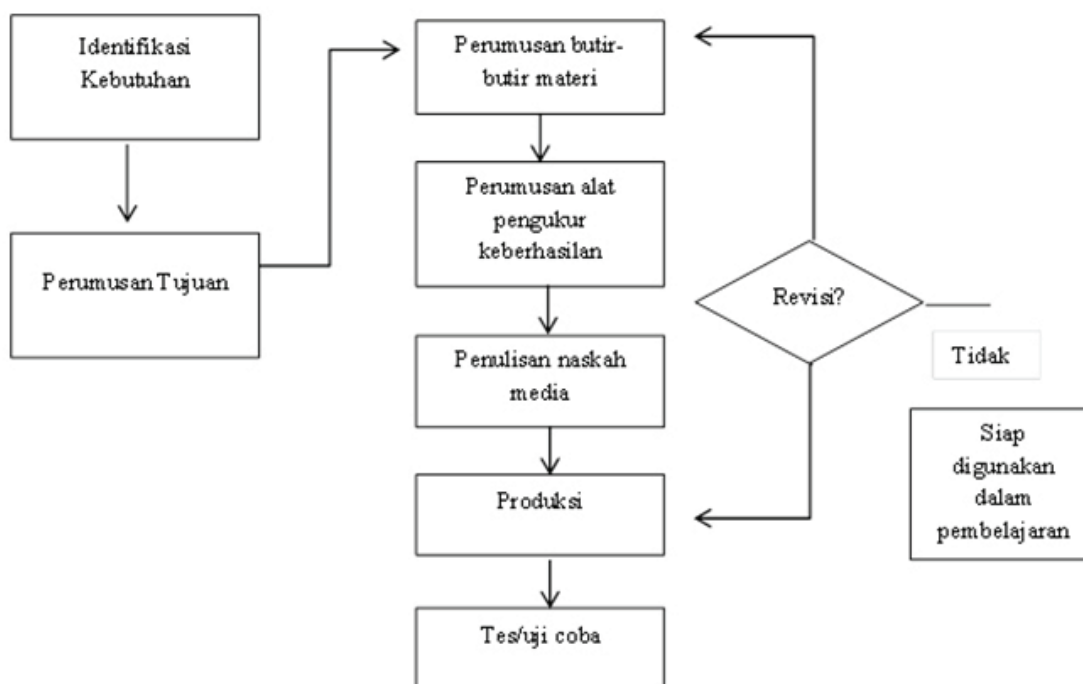 Identifikasi
Kebutuhan
Perumusan Tujuan
Perumusan butir-
butir materi
Perumusan alat
pengukur
keberhasilan
Penulisan naskah
media
Produksi
Tes/uji coba
Revisi?
Tidak
Siap
digunakan
dalam
pembelajaran